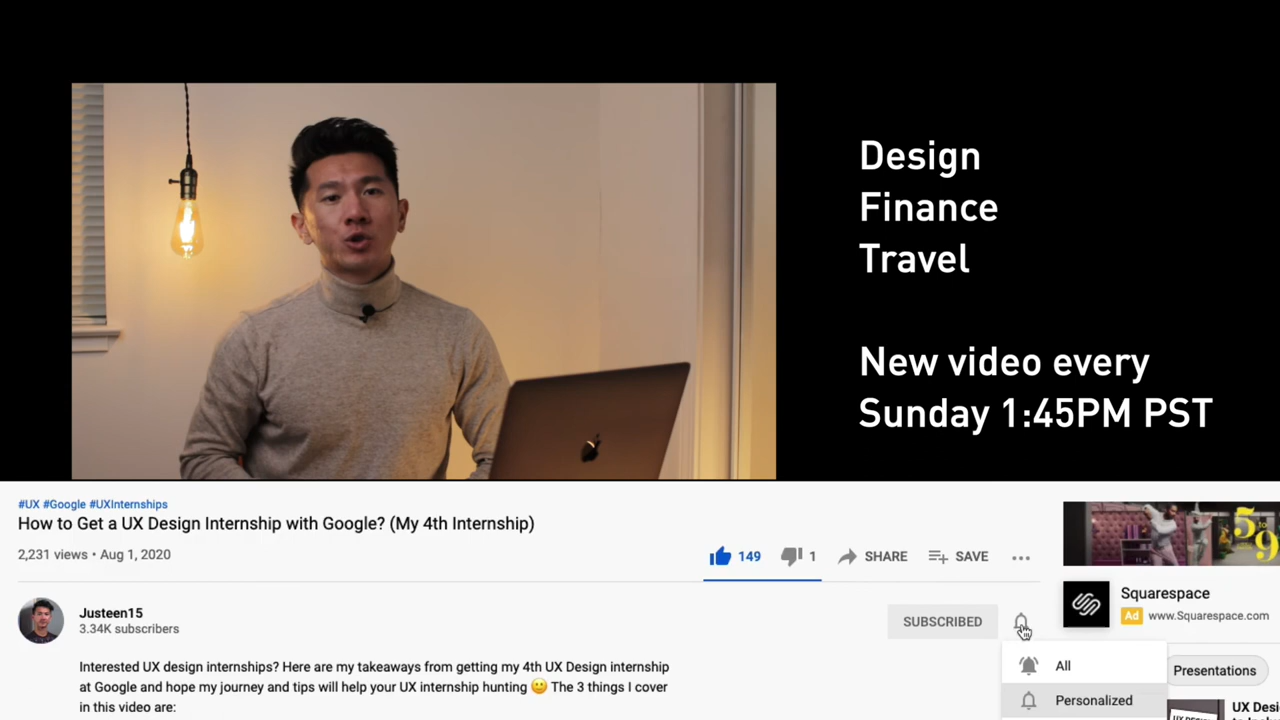 Design
Finance
Travel
New video every
Sunday 1:45PM PST
#UX #Google #UXInternships
How to Get a UX Design Internship with Google? (My 4th Internship)
2,231 views • Aug 1, 2020
149
1
SHARE
SAVE
Justeen15
3.34K subscribers
SUBSCRIBED
Interested UX design internships? Here are my takeaways from getting my 4th UX Design internship
at Google and hope my journey and tips will help your UX internship hunting 🙂 The 3 things I cover
in this video are:
All
Personalized
5
to
9
Squarespace
Ad www.Squarespace.com
Presentations
UX Desi